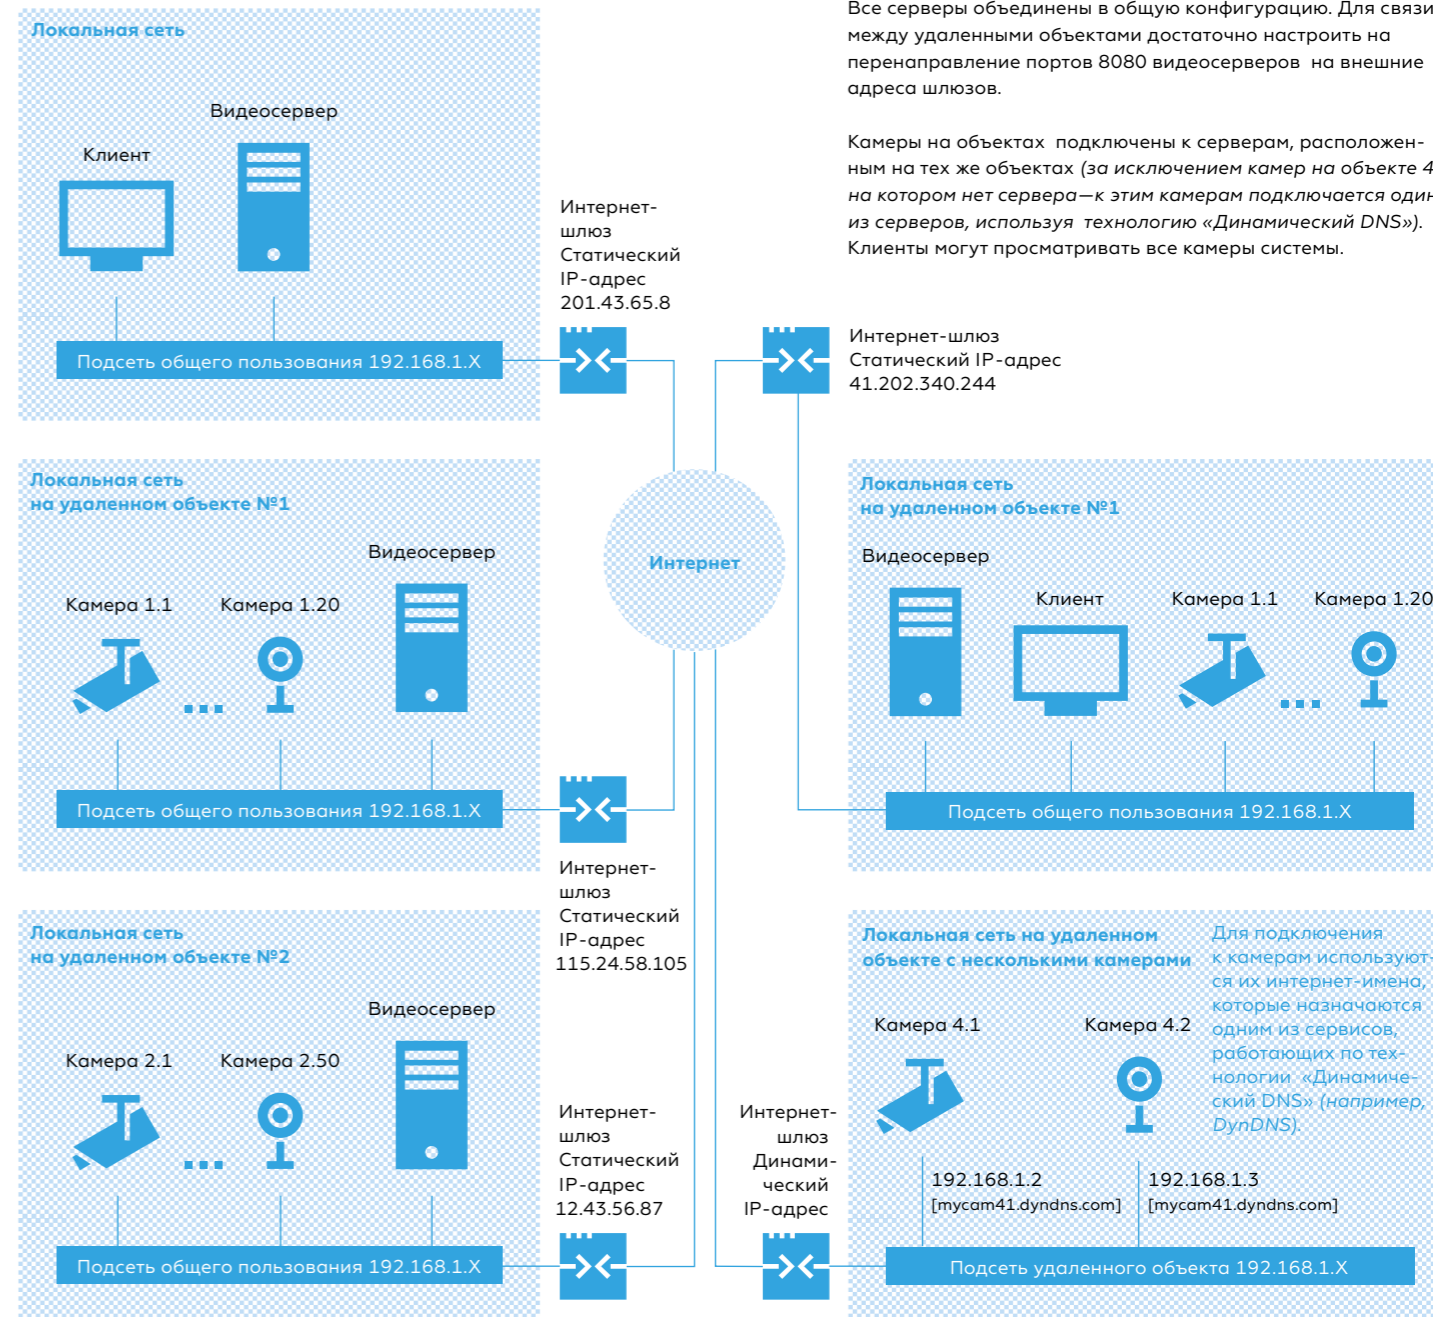 Все серверы объединены в общую конфигурацию. Для связи
между удаленными объектами достаточно настроить на
перенаправление портов 8080 видеосерверов на внешние
адреса шлюзов.
Камеры на объектах подключены к серверам, расположен-
ным на тех же объектах (за исключением камер на объекте 4
на котором нет сервера—к этим камерам подключается один
из серверов, используя технологию «Динамический DNS»).
Клиенты могут просматривать все камеры системы.
Локальная сеть
Видеосервер
Клиент
Подсеть общего пользования 192.168.1.X
Интернет-
шлюз
Статический
IP-адрес
201.43.65.8
Интернет-шлюз
Статический IP-адрес
41.202.340.244
Локальная сеть
на удаленном объекте №1
Видеосервер
Камера 1.1
Камера 1.20
Подсеть общего пользования 192.168.1.X
Интернет-
шлюз
Статический
IP-адрес
115.24.58.105
Интернет
Локальная сеть
на удаленном объекте №1
Видеосервер
Клиент
Камера 1.1
Камера 1.20
Подсеть общего пользования 192.168.1.X
Локальная сеть
на удаленном объекте №2
Видеосервер
Камера 2.1
Камера 2.50
Подсеть общего пользования 192.168.1.X
Интернет-
шлюз
Статический
IP-адрес
12.43.56.87
Интернет-
шлюз
Динами-
ческий
IP-адрес
Локальная сеть на удаленном
объекте с несколькими камерами
Для подключения
к камерам используют-
ся их интернет-имена,
которые назначаются
одним из сервисов,
работающих по тех-
нологии «Динамиче-
ский DNS» (например,
DynDNS).
Камера 4.1
Камера 4.2
192.168.1.2
[mycam41.dyndns.com]
192.168.1.3
[mycam41.dyndns.com]
Подсеть удаленного объекта 192.168.1.X